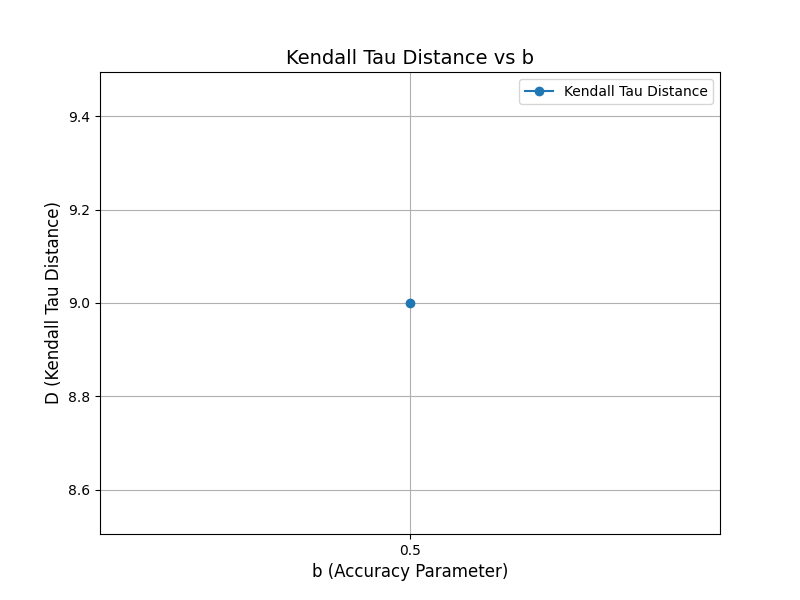 Kendall Tau Distance vs b
Kendall Tau Distance
9.4
9.2
9.0
8.8
8.6
D (Kendall Tau Distance)
0.5
b (Accuracy Parameter)